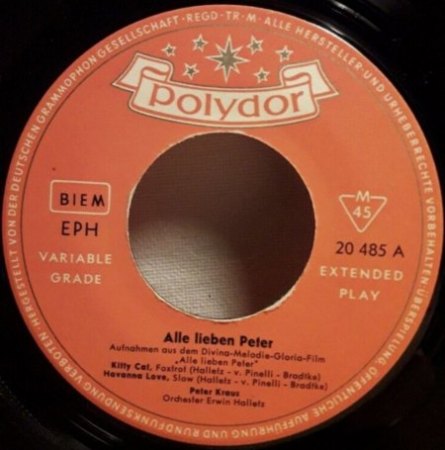 HERGESTELLT VON DER DEUTSCHEN GRAMMOPHON GESELLSCHAFT · REGD·TR·M·ALLE HERSTELLER- UND URHEBERRECHTE VORBEHALTEN·ÜBERSPIELUNG ÖFFENTLICHE AUFFÜHRUNG UND RUNDFUNKSENDUNG VERBOTEN
polydor
BIEM
EPH
VARIABLE
GRADE
M
45
20 485 A
EXTENDED
PLAY
Alle lieben Peter
Aufnahmen aus dem Divina-Melodie-Gloria-Film
„Alle lieben Peter"
Kitty Cat, Foxtrot (Halletz - v. Pinelli - Bradtke)
Havanna Love, Slow (Halletz - v. Pinelli - Bradtke)
Peter Kraus
Orchester Erwin Halletz